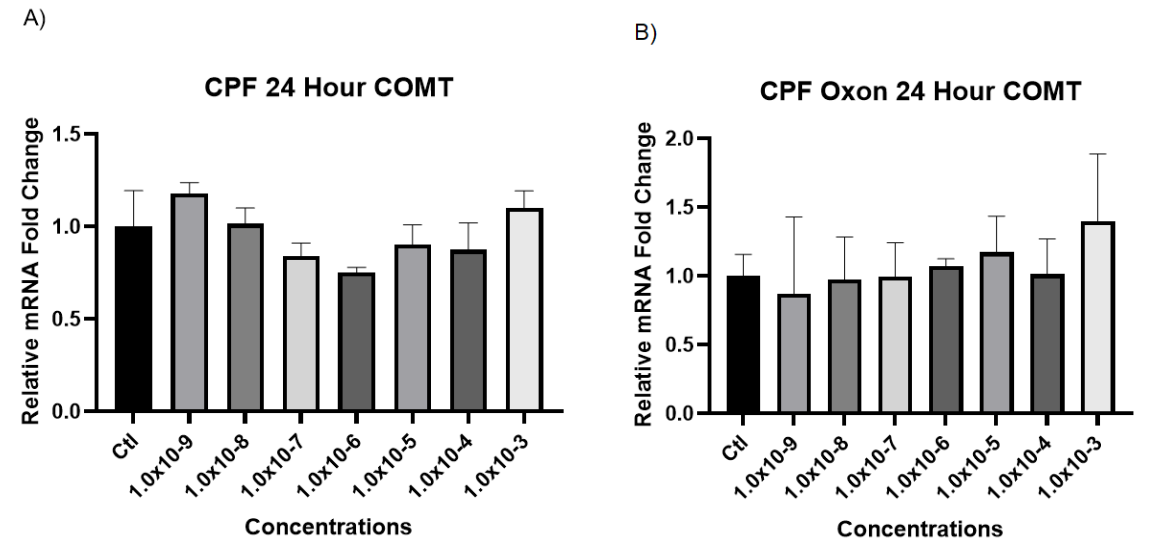 A)
CPF 24 Hour COMT
Relative mRNA Fold Change
1.5
1.0
0.5
0.0
Ctl
1.0x10-9
1.0x10-8
1.0x10-7
1.0x10-6
1.0x10-5
1.0x10-4
1.0x10-3
Concentrations
B)
CPF Oxon 24 Hour COMT
Relative mRNA Fold Change
2.0
1.5
1.0
0.5
0.0
Ctl
1.0x10-9
1.0x10-8
1.0x10-7
1.0x10-6
1.0x10-5
1.0x10-4
1.0x10-3
Concentrations